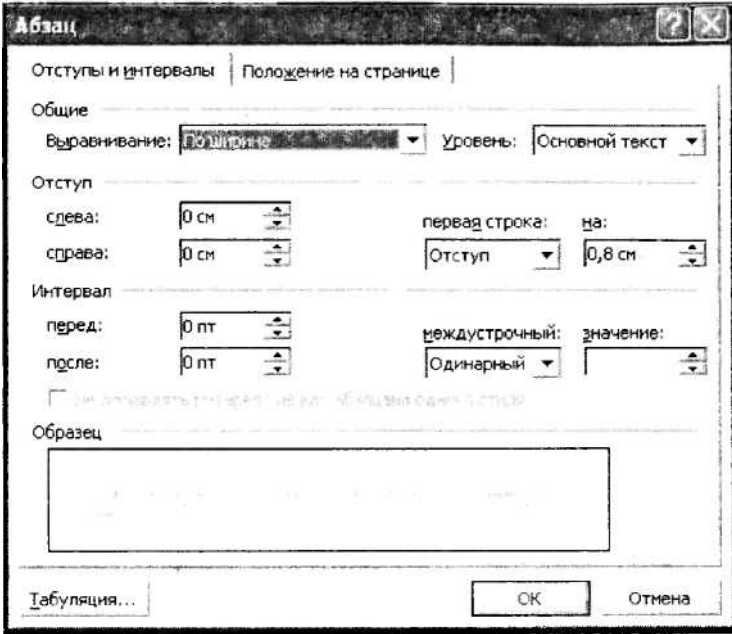 Абзац
Отступы и интервалы Положение на странице
Общие
Выравнивание: По ширине Уровень: Основной текст
Отступ
слева: 0 см первая строка: на:
справа: 0 см Отступ 0,8 см
Интервал
перед: 0 пт междустрочный: значение:
после: 0 пт Одинарный
Образец
Табуляция... ОК Отмена